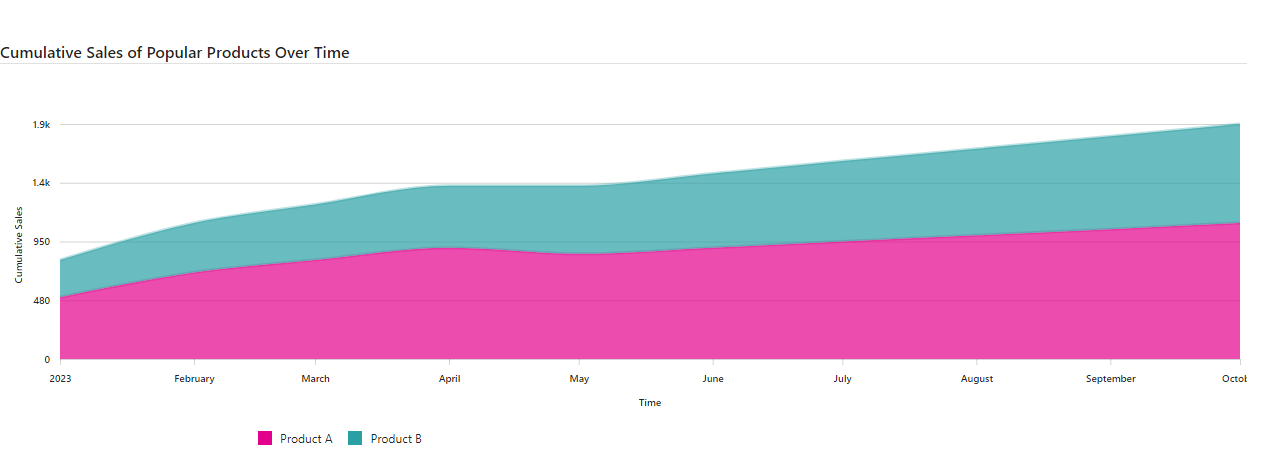 Cumulative Sales of Popular Products Over Time
1.9k
1.4k
950
480
0
Cumulative Sales
2023 February March April May June July August September Octob
Time
Product A Product B